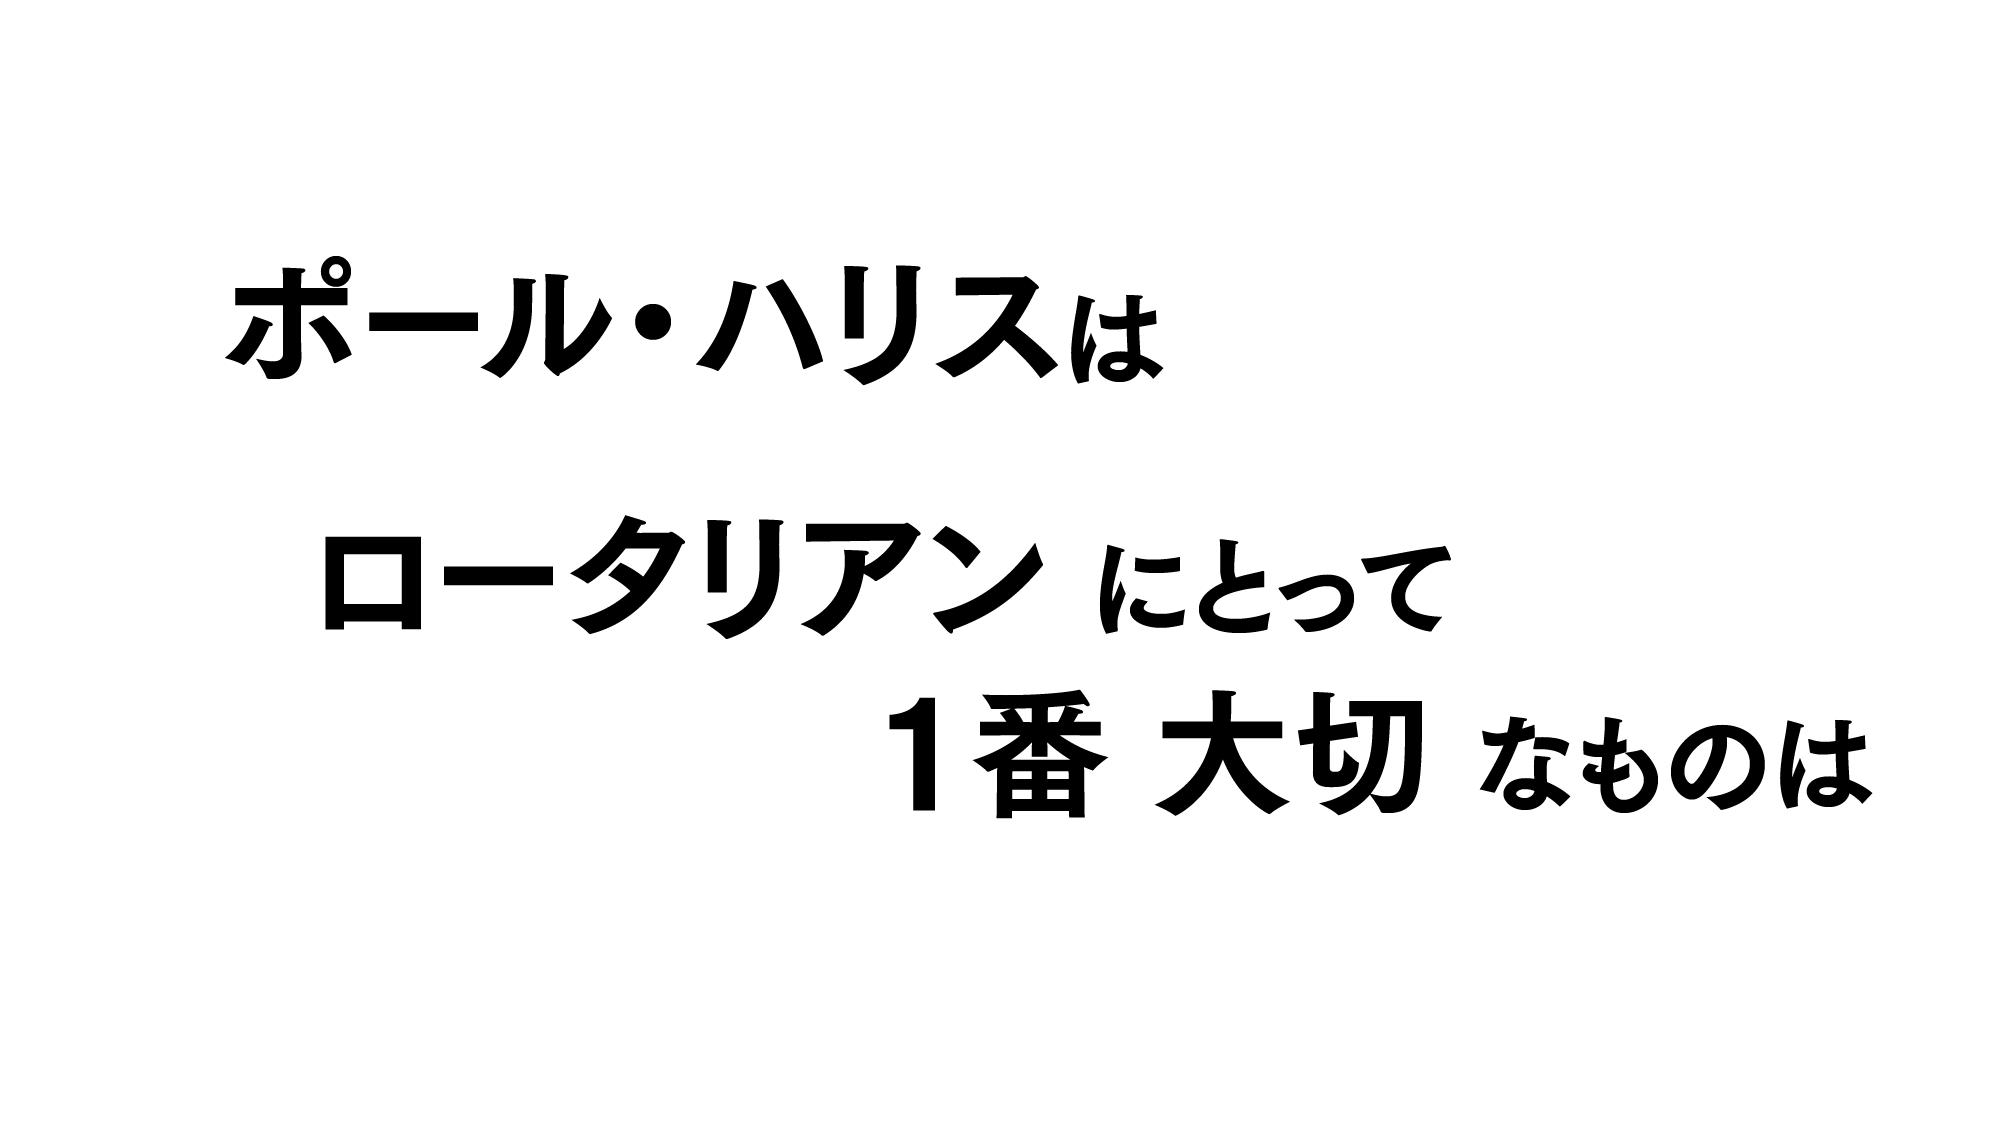 ポール・ハリスは
ロータリアン にとって
1番 大切 なものは